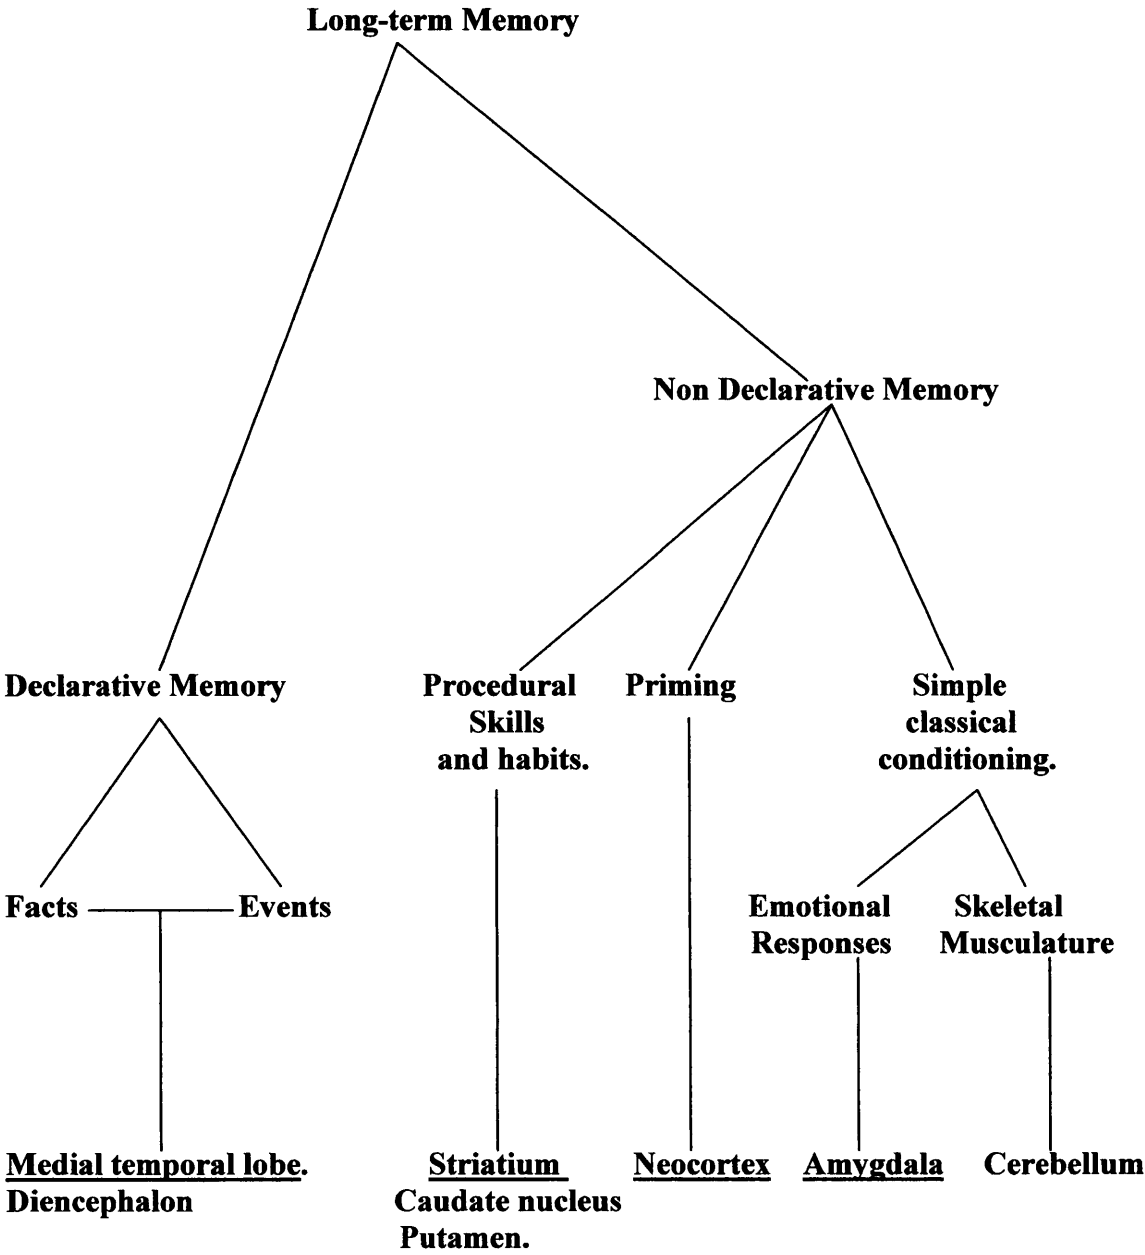 Long-term Memory
Non Declarative Memory
Declarative Memory
Procedural
Skills
and habits.
Priming
Simple
classical
conditioning.
Facts
Events
Emotional
Responses
Skeletal
Musculature
Medial temporal lobe.
Diencephalon
Striatium
Caudate nucleus
Putamen.
Neocortex
Amygdala
Cerebellum